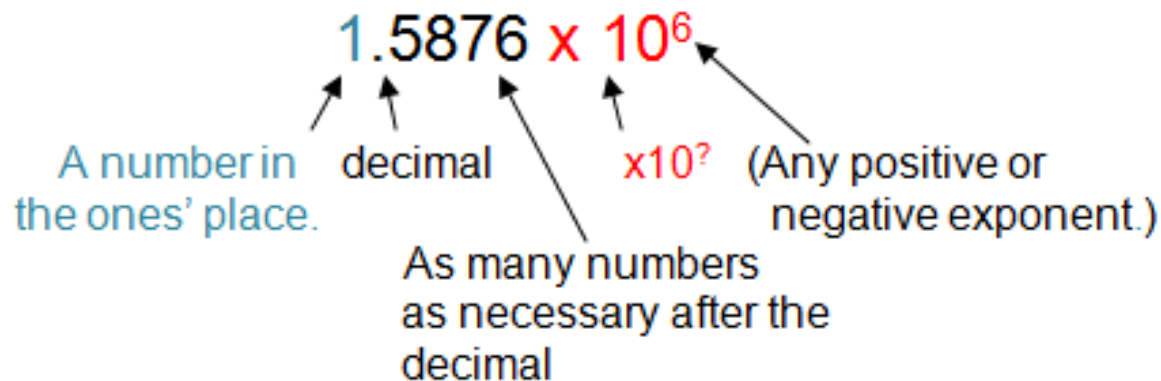 1.5876 x 10⁶
A number in
the ones’ place.
decimal
x10⁷
(Any positive or
negative exponent.)
As many numbers
as necessary after the
decimal